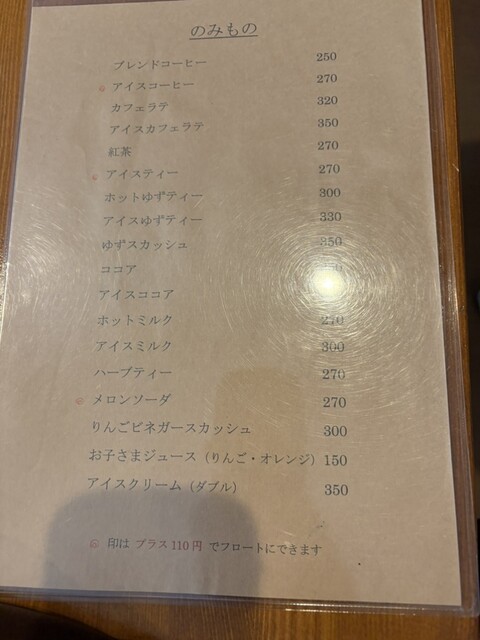 のみもの
ブレンドコーヒー 250
◎ アイスコーヒー 270
カフェラテ 320
アイスカフェラテ 350
紅茶 270
◎ アイスティー 270
ホットゆずティー 300
アイスゆずティー 330
ゆずスカッシュ 350
ココア
アイスココア
ホットミルク 270
アイスミルク 300
ハーブティー 270
◎ メロンソーダ 270
りんごビネガースカッシュ 300
お子さまジュース (りんご・オレンジ) 150
アイスクリーム (ダブル) 350
◎ 印は プラス110円 でフロートにできます